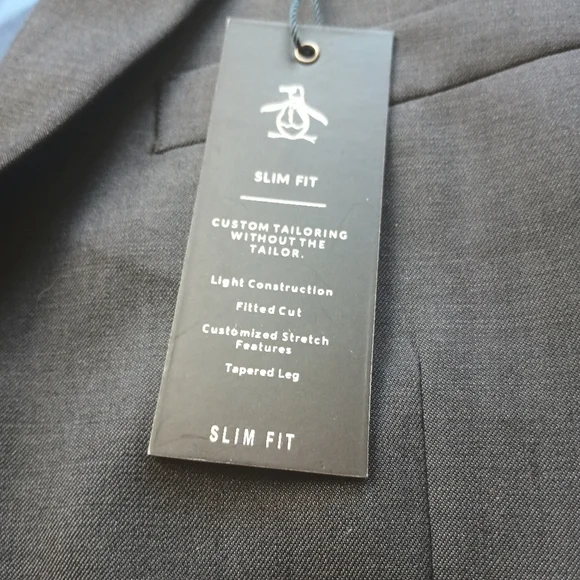 SLIM FIT
CUSTOM TAILORING
WITHOUT THE
TAILOR.
Light Construction
Fitted Cut
Customized Stretch
Features
Tapered Leg
SLIM FIT